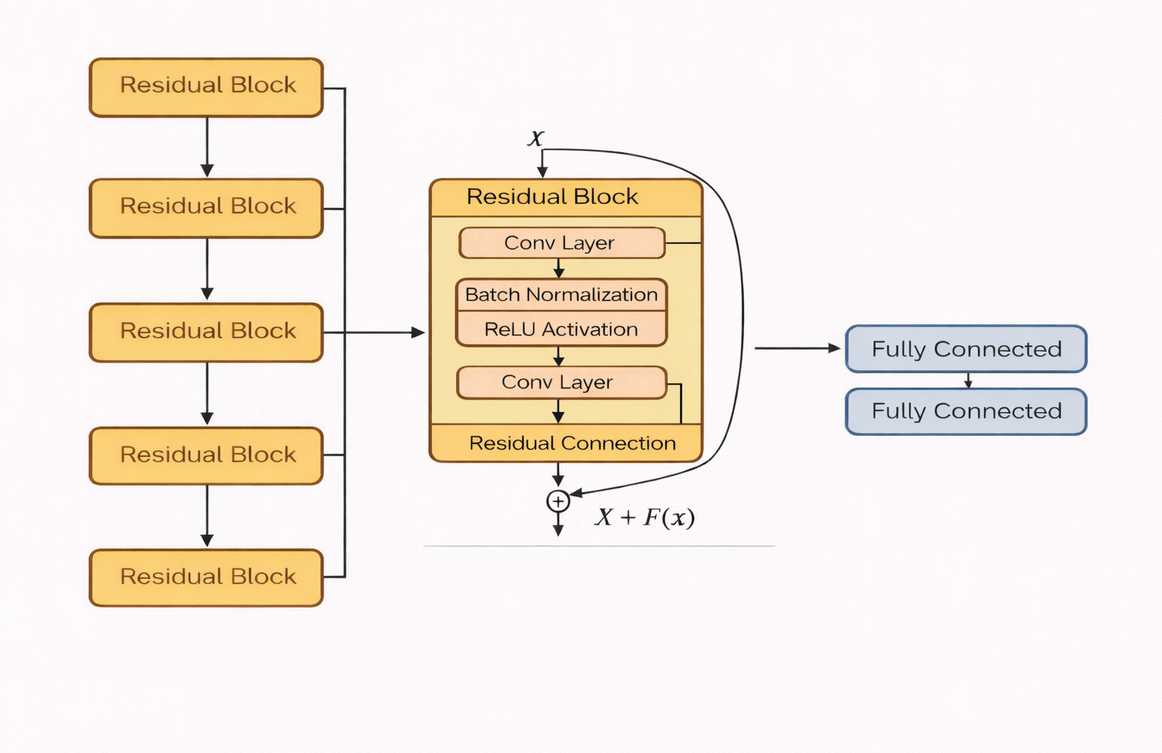 Residual Block
Residual Block
Residual Block
Residual Block
Residual Block
X
Residual Block
Conv Layer
Batch Normalization
ReLU Activation
Conv Layer
Residual Connection
+
X + F(x)
Fully Connected
Fully Connected